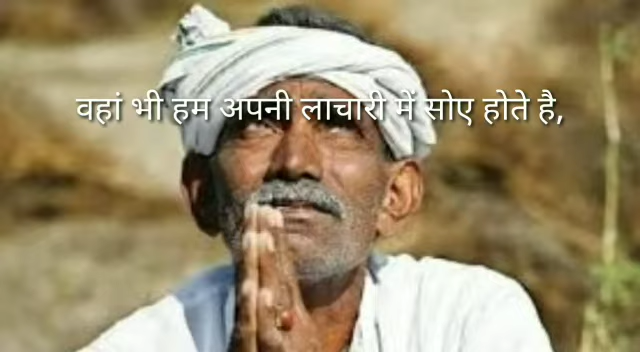 वहां भी हम अपनी लाचारी में सोए होते है,